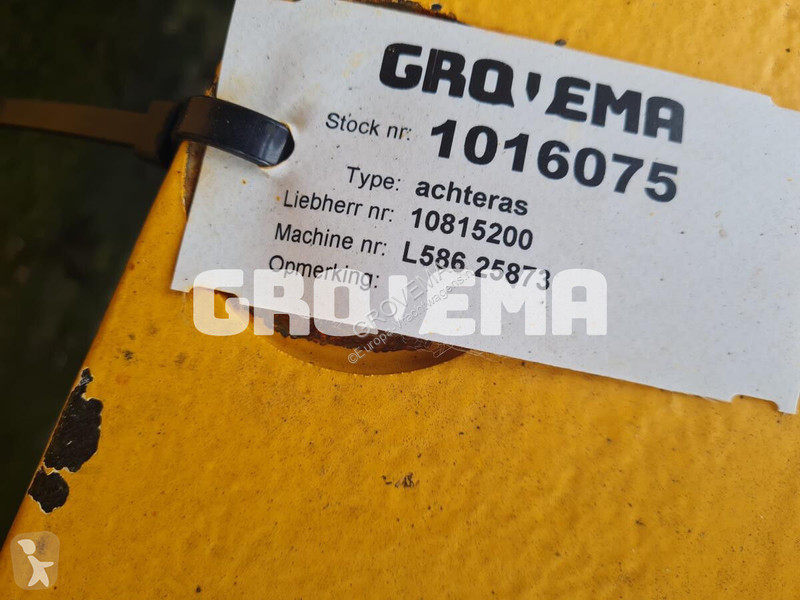 GROVEMA
Stock nr: 1016075
Type: achteras
Liebherr nr: 10815200
Machine nr: L586 25873
Opmerking:
GROVEMA